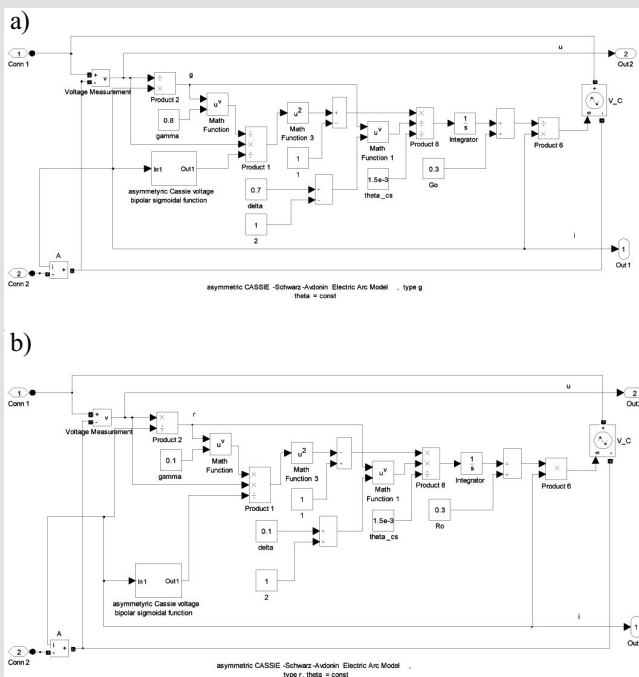 a)
1
Conn 1
+
-
v
Voltage Measurement
÷
×
Product 2
g
u
2
Out2
0.8
gamma
u^v
Math
Function
÷
×
÷
Product 1
u^2
Math
Function 3
1
1
+
-
u^v
Math
Function 1
×
÷
÷
Product 8
1
s
Integrator
+
+
÷
×
Product 6
V_C
+
s
-
In1
Out1
asymetyric Cassie voltage
bipolar sigmoidal function
0.7
delta
+
-
1
2
1.5e-3
theta_cs
0.3
Go
A
i
+
-
2
Conn 2
i
1
Out1
asymmetric CASSIE -Schwarz-Avdonin Electric Arc Model , type g
theta = const
b)
1
Conn 1
+
-
v
Voltage Measurement
×
÷
Product 2
r
u
2
Out
0.1
gamma
u^v
Math
Function
×
×
÷
Product 1
u^2
Math
Function 3
1
1
-
+
u^v
Math
Function 1
×
×
÷
Product 8
1
s
Integrator
+
×
Product 6
V_C
+
s
-
In1
Out1
asymetyric Cassie voltage
bipolar sigmoidal function
0.1
delta
+
+
1
2
1.5e-3
theta_cs
0.3
Ro
A
i
+
-
2
Conn 2
i
1
Out
asymmetric CASSIE -Schwarz-Avdonin Electric Arc Model ,
type r, theta = const